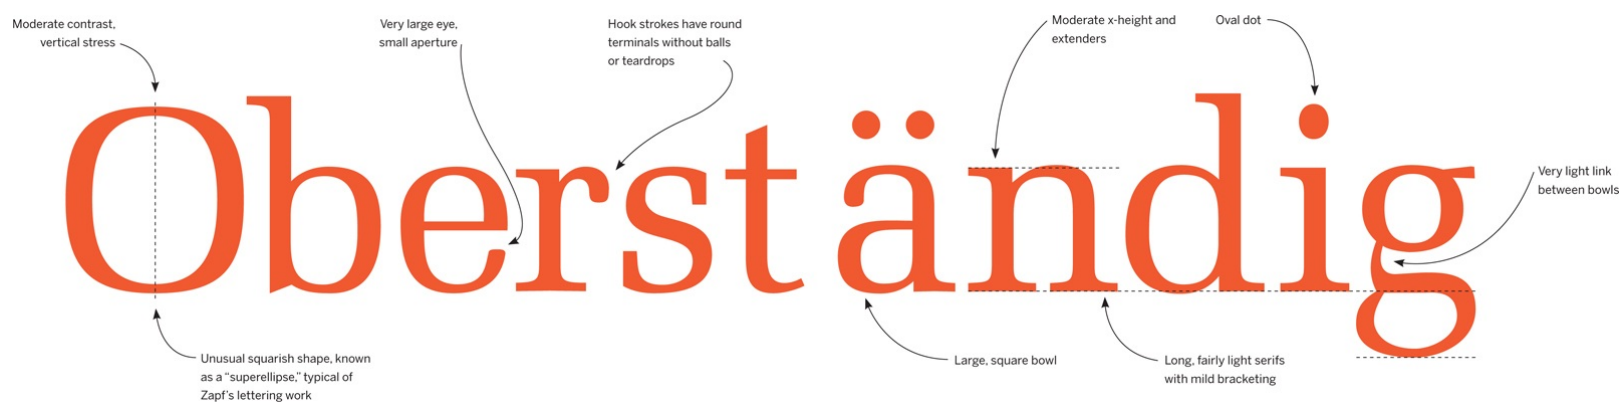 Moderate contrast,
vertical stress
Very large eye,
small aperture
Hook strokes have round
terminals without balls
or teardrops
Moderate x-height and
extenders
Oval dot
Oberständig
Very light link
between bowls
Unusual squarish shape, known
as a “superellipse,” typical of
Zapf’s lettering work
Large, square bowl
Long, fairly light serifs
with mild bracketing